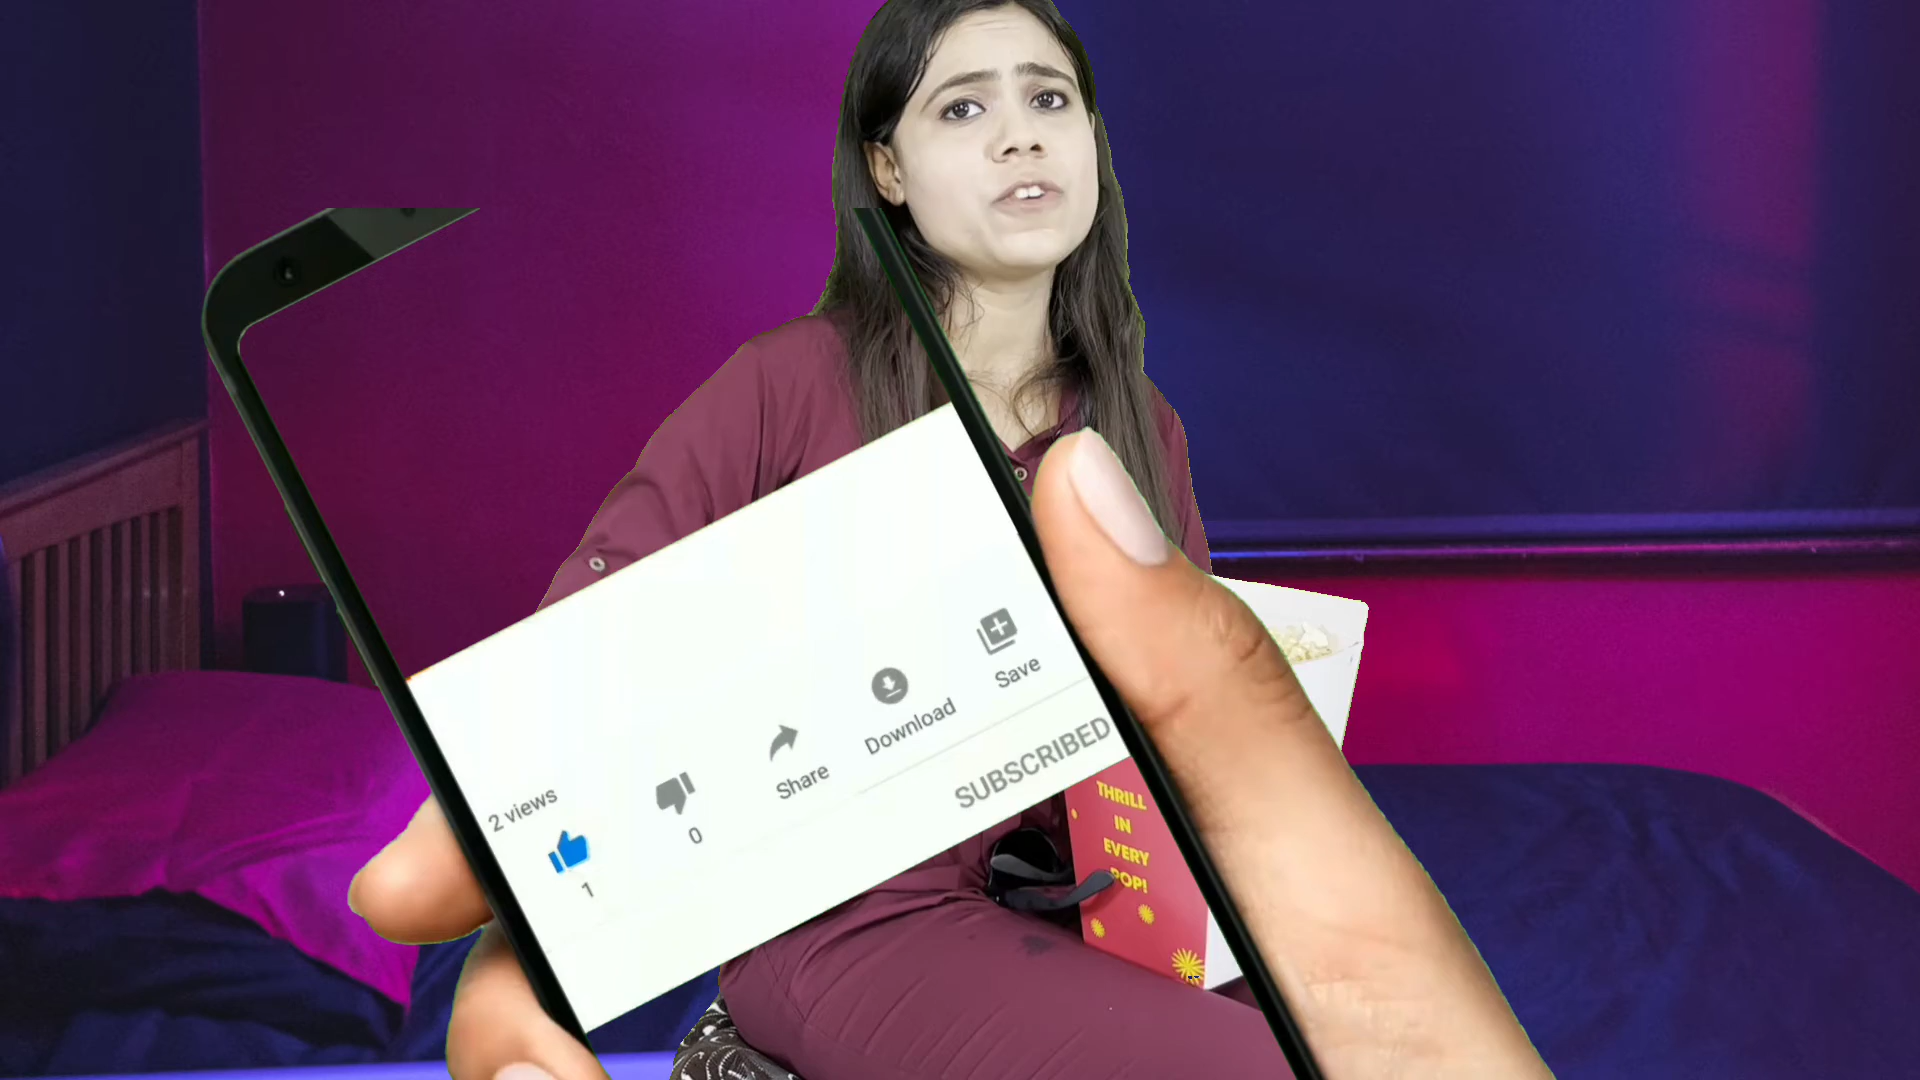 2 views
1
0
Share
Download
Save
SUBSCRIBED
THRILL
IN
EVERY
POP!